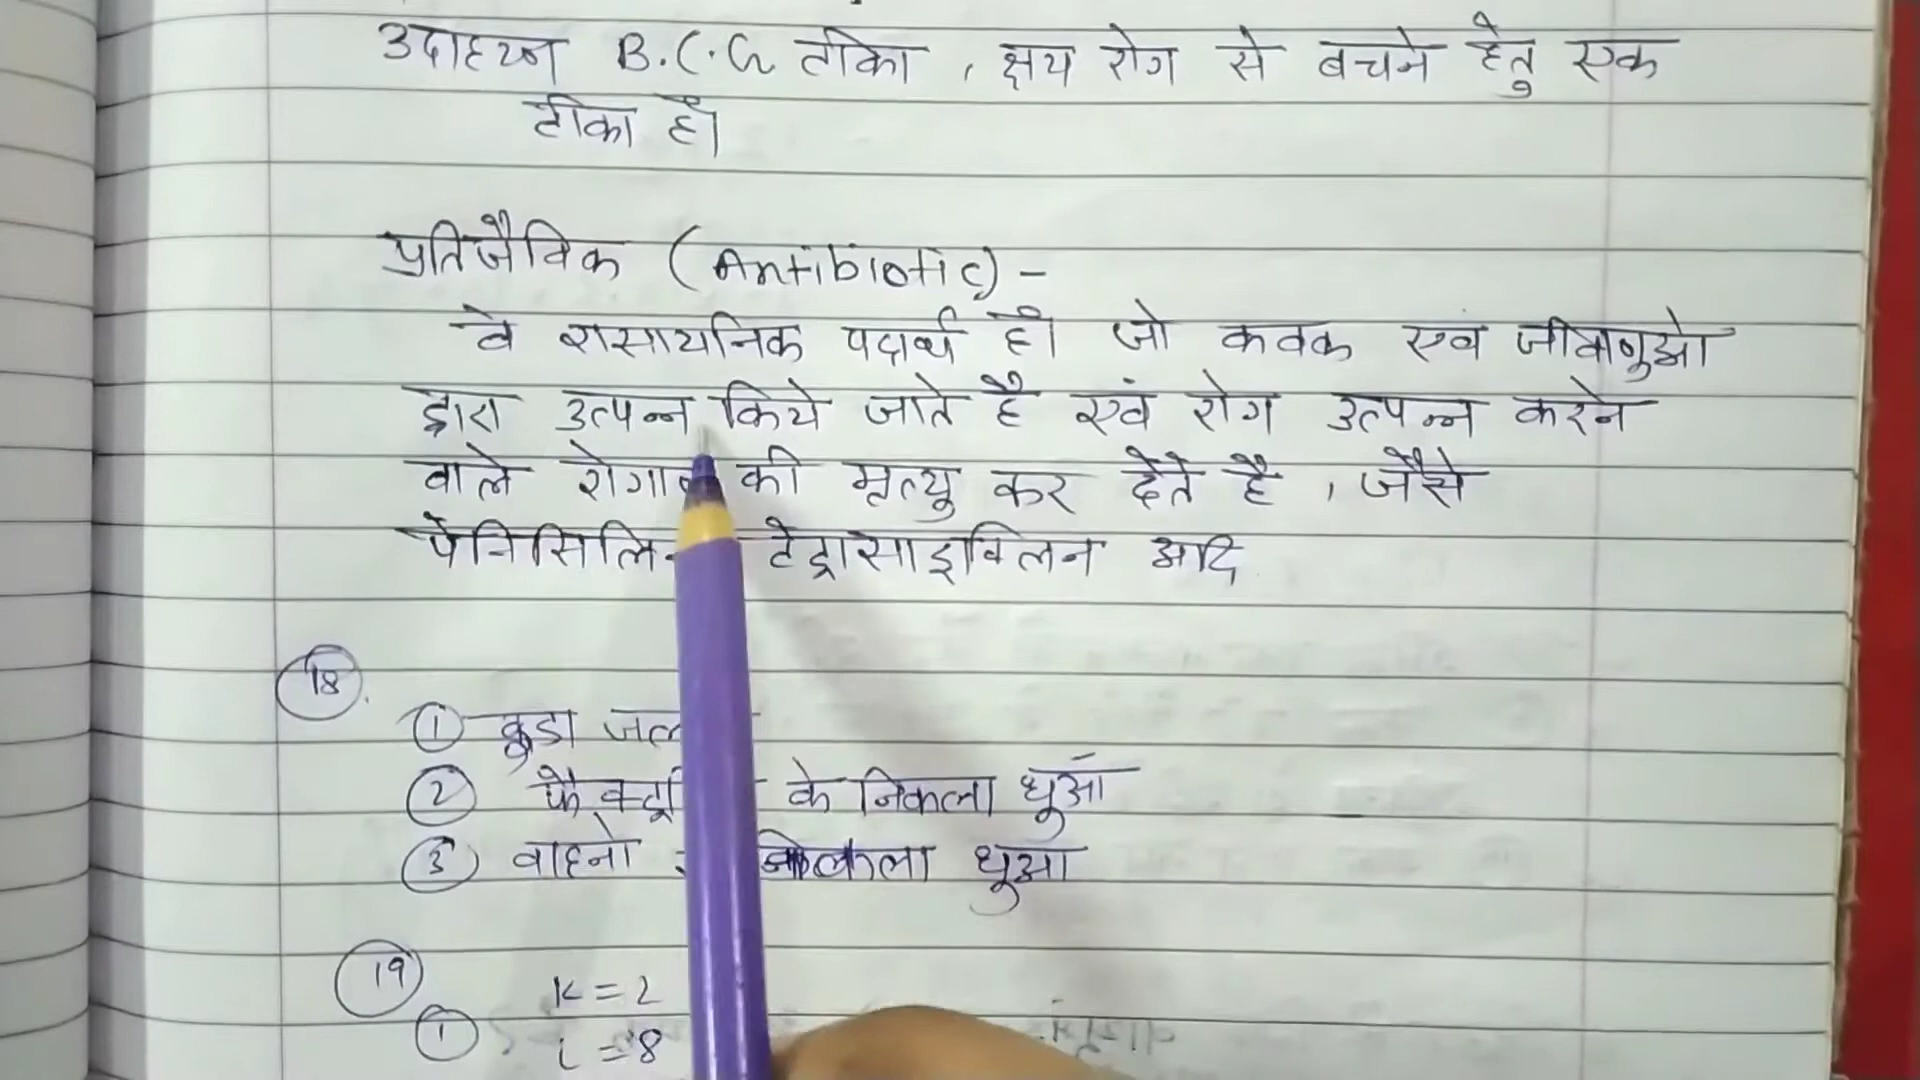 उदाहरण B.C.G टीका, क्षय रोग से बचने हेतु एक
टीका है।
प्रतिजैविक (Antibiotic) -
वे रासायनिक पदार्थ है। जो कवक एवं जीवाणुओ
द्वारा उत्पन्न किये जाते है एवं रोग उत्पन्न करने
वाले की मृत्यु कर देते है, जैसे
टेट्रासाइक्लिन आदि
18.
① कूडा
② के निकला धूआँ
③ वाहनो धूआ
19
K = 2
① i = 8